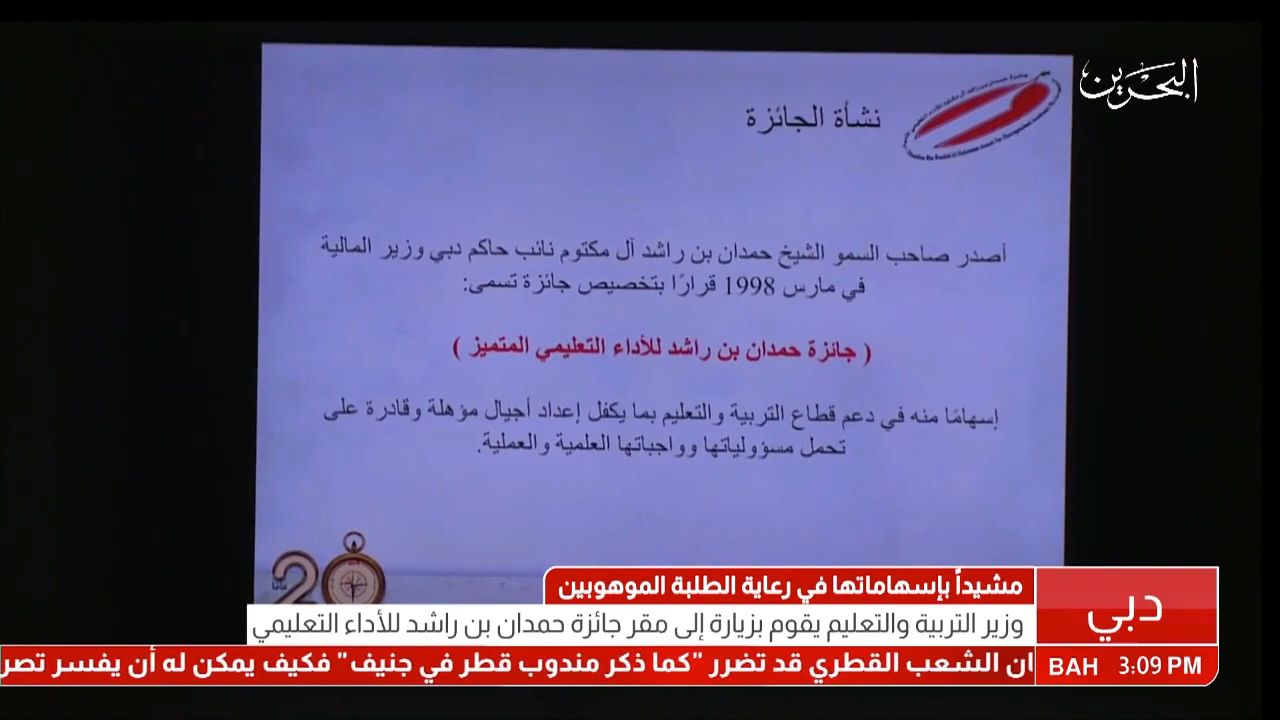 البحرين
نشأة الجائزة
أصدر صاحب السمو الشيخ حمدان بن راشد آل مكتوم نائب حاكم دبي وزير المالية
في مارس 1998 قرارًا بتخصيص جائزة تسمى:
( جائزة حمدان بن راشد للأداء التعليمي المتميز )
إسهامًا منه في دعم قطاع التربية والتعليم بما يكفل إعداد أجيال مؤهلة وقادرة على
تحمل مسؤولياتها وواجباتها العلمية والعملية.
20
مشيداً بإسهاماتها في رعاية الطلبة الموهوبين
دبي
وزير التربية والتعليم يقوم بزيارة إلى مقر جائزة حمدان بن راشد للأداء التعليمي
BAH 3:09 PM
ان الشعب القطري قد تضرر "كما ذكر مندوب قطر في جنيف" فكيف يمكن له أن يفسر تصر